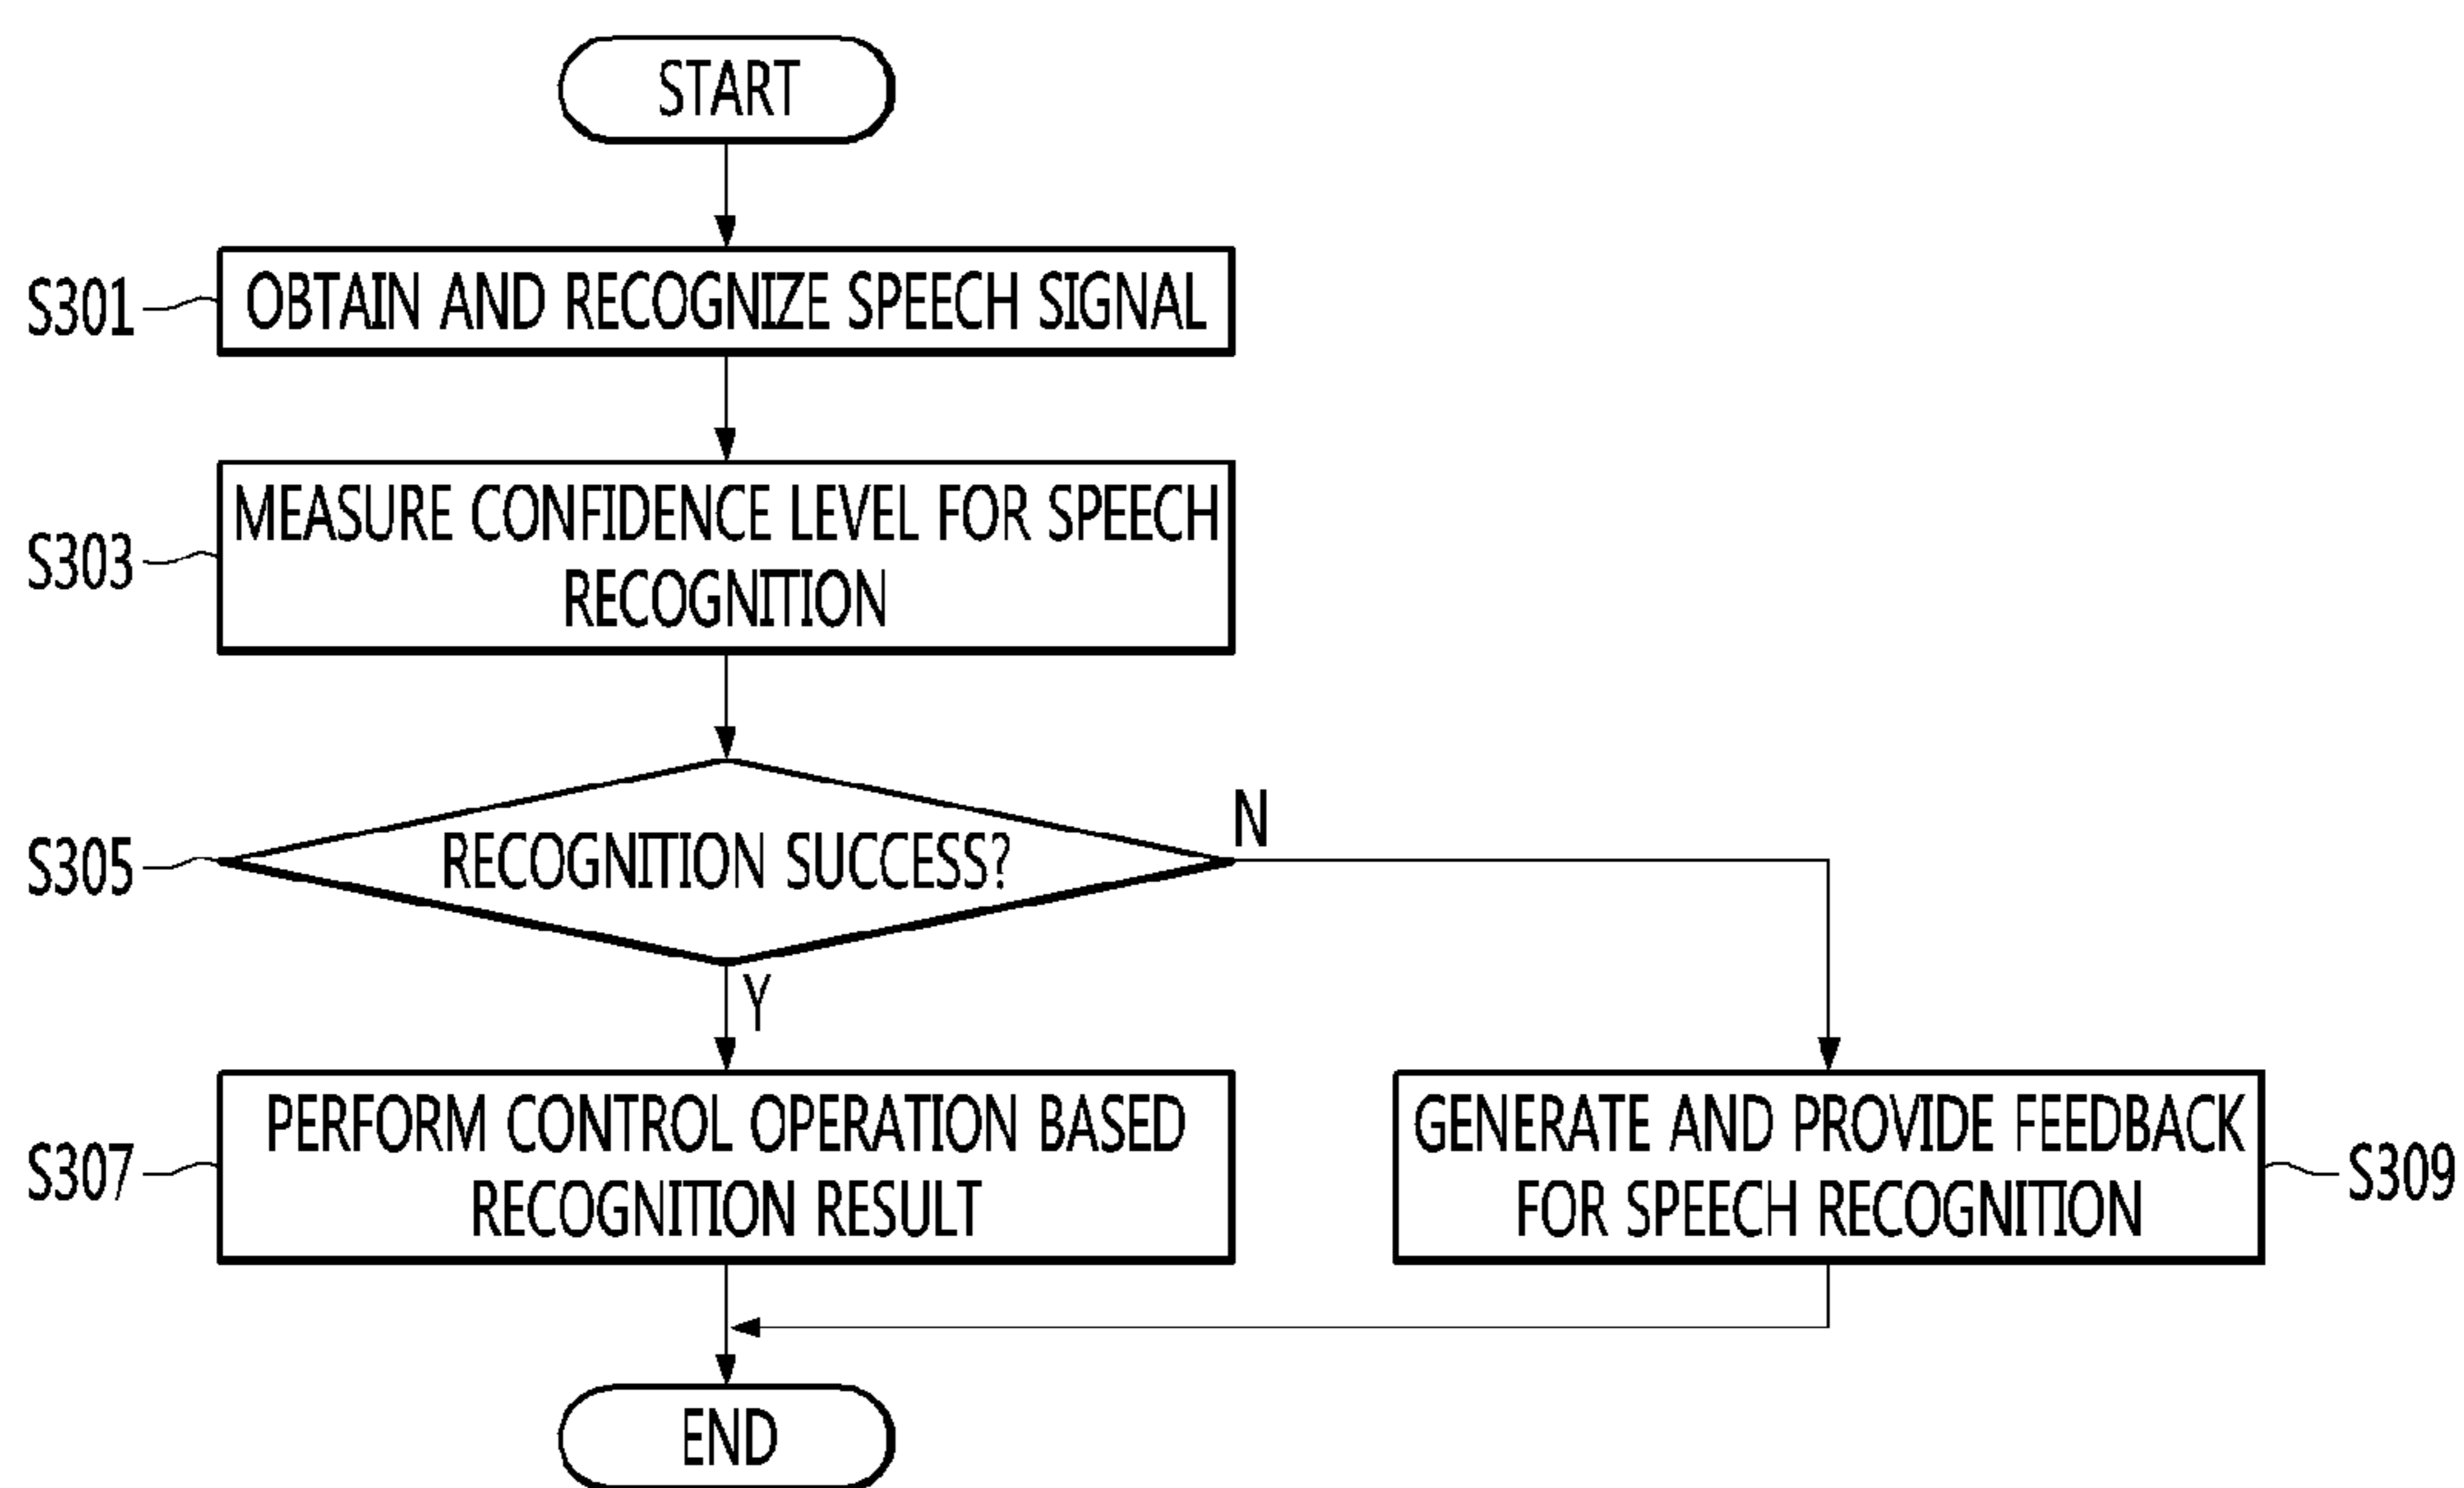 START
S301
OBTAIN AND RECOGNIZE SPEECH SIGNAL
S303
MEASURE CONFIDENCE LEVEL FOR SPEECH
RECOGNITION
S305
RECOGNITION SUCCESS?
N
Y
S307
PERFORM CONTROL OPERATION BASED
RECOGNITION RESULT
GENERATE AND PROVIDE FEEDBACK
FOR SPEECH RECOGNITION
S309
END